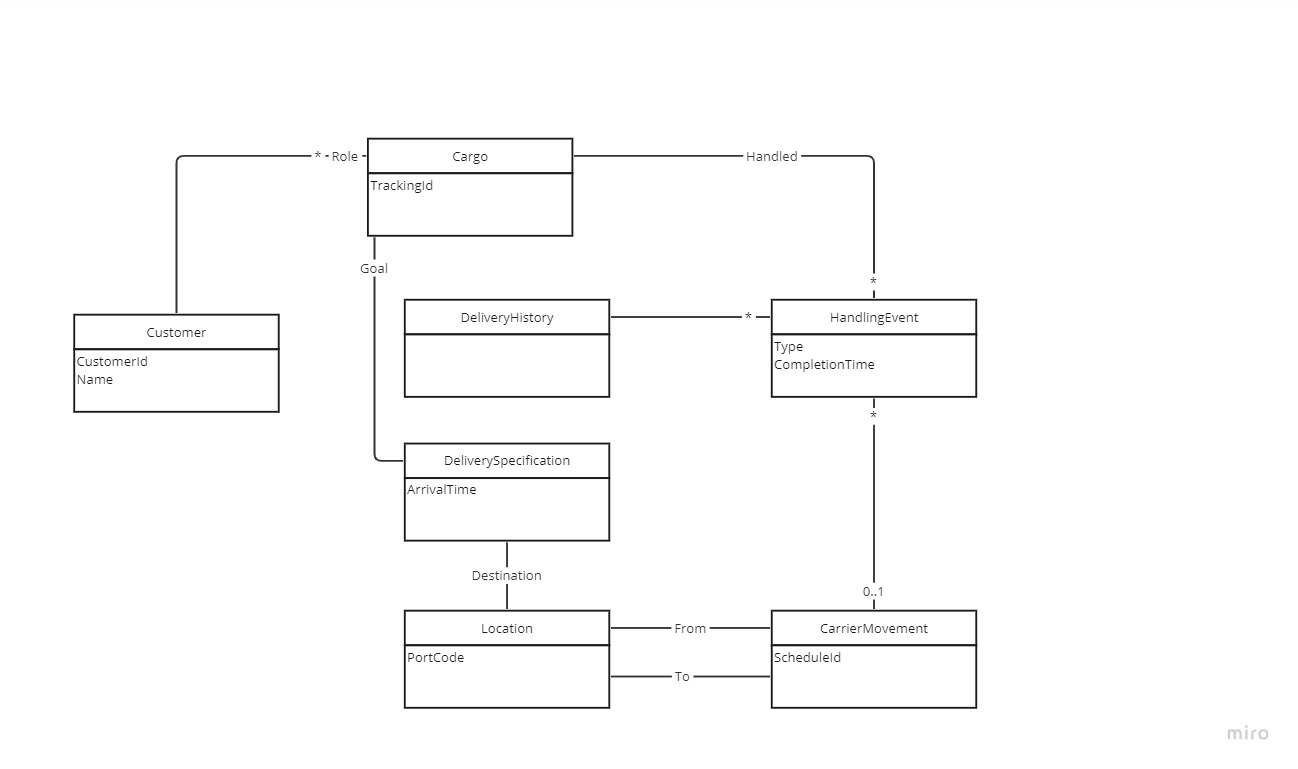 * Role
Cargo
Handled
TrackingId
Goal
*
Customer
CustomerId
Name
DeliveryHistory
*
HandlingEvent
Type
CompletionTime
*
DeliverySpecification
ArrivalTime
Destination
0..1
Location
From
CarrierMovement
PortCode
ScheduleId
To
miro